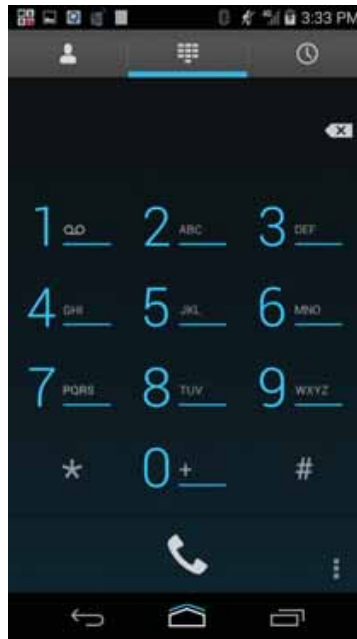 3:33 PM
1 2 ABC 3 DEF
4 GHI 5 JKL 6 MNO
7 PQRS 8 TUV 9 WXYZ
* 0 + #